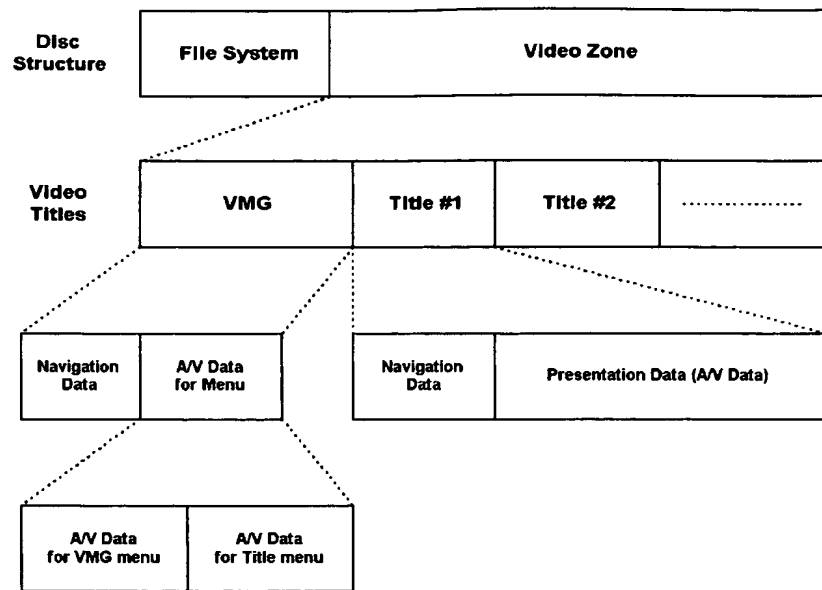 Disc
Structure
File System
Video Zone
Video
Titles
VMG
Title #1
Title #2
Navigation
Data
A/V Data
for Menu
Navigation
Data
Presentation Data (A/V Data)
A/V Data
for VMG menu
A/V Data
for Title menu